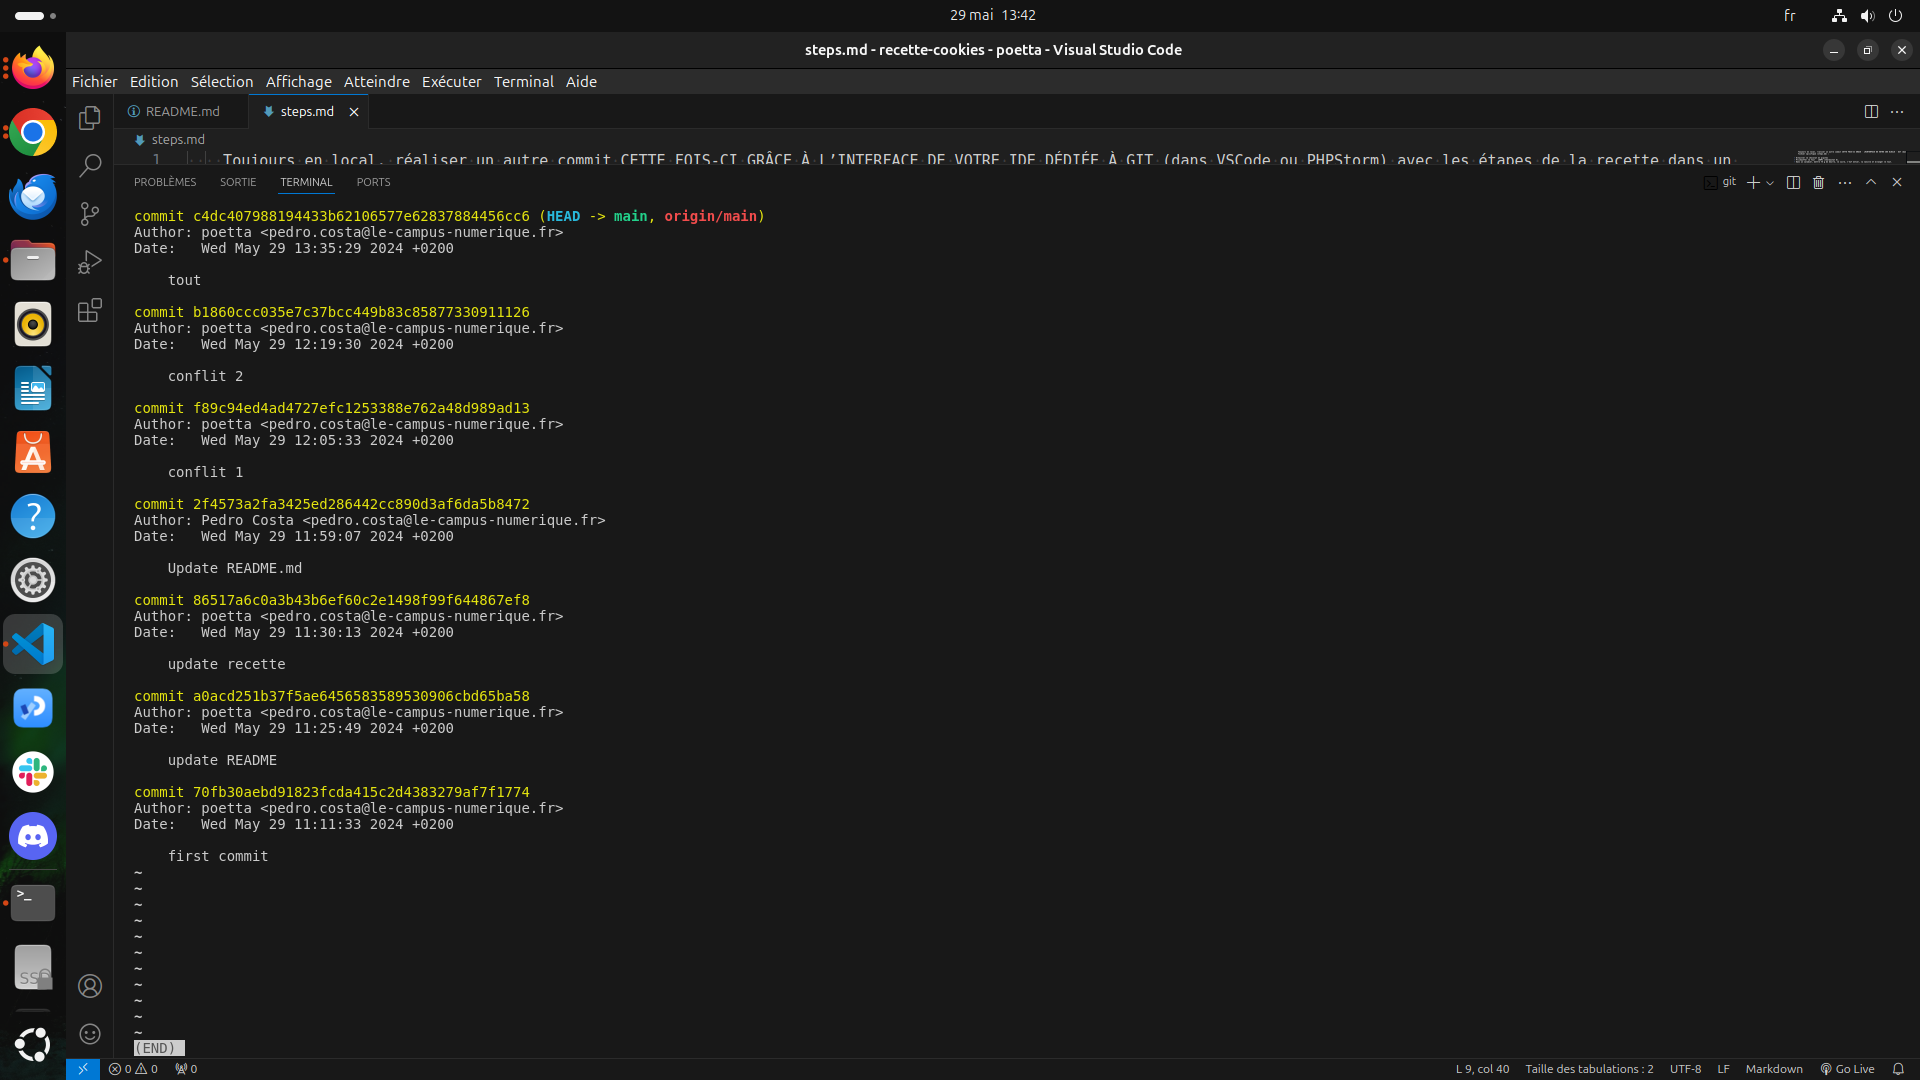 29 mai 13:42
fr
steps.md - recette-cookies - poetta - Visual Studio Code
Fichier Edition Sélection Affichage Atteindre Exécuter Terminal Aide
README.md
steps.md
steps.md
1 Toujours en local, réaliser un autre commit CETTE FOIS-CI GRÂCE À L’INTERFACE DE VOTRE IDE DÉDIÉE À GIT (dans VSCode ou PHPStorm) avec les étapes de la recette dans un
PROBLÈMES SORTIE TERMINAL PORTS
git
commit c4dc407988194433b62106577e62837884456cc6 (HEAD -> main, origin/main)
Author: poetta <pedro.costa@le-campus-numerique.fr>
Date: Wed May 29 13:35:29 2024 +0200
tout
commit b1860ccc035e7c37bcc449b83c85877330911126
Author: poetta <pedro.costa@le-campus-numerique.fr>
Date: Wed May 29 12:19:30 2024 +0200
conflit 2
commit f89c94ed4ad4727efc1253388e762a48d989ad13
Author: poetta <pedro.costa@le-campus-numerique.fr>
Date: Wed May 29 12:05:33 2024 +0200
conflit 1
commit 2f4573a2fa3425ed286442cc890d3af6da5b8472
Author: Pedro Costa <pedro.costa@le-campus-numerique.fr>
Date: Wed May 29 11:59:07 2024 +0200
Update README.md
commit 86517a6c0a3b43b6ef60c2e1498f99f644867ef8
Author: poetta <pedro.costa@le-campus-numerique.fr>
Date: Wed May 29 11:30:13 2024 +0200
update recette
commit a0acd251b37f5ae6456583589530906cbd65ba58
Author: poetta <pedro.costa@le-campus-numerique.fr>
Date: Wed May 29 11:25:49 2024 +0200
update README
commit 70fb30aebd91823fcda415c2d4383279af7f1774
Author: poetta <pedro.costa@le-campus-numerique.fr>
Date: Wed May 29 11:11:33 2024 +0200
first commit
~
~
~
~
~
~
~
~
~
~
~
(END)
0 0 0
L 9, col 40 Taille des tabulations : 2 UTF-8 LF Markdown Go Live